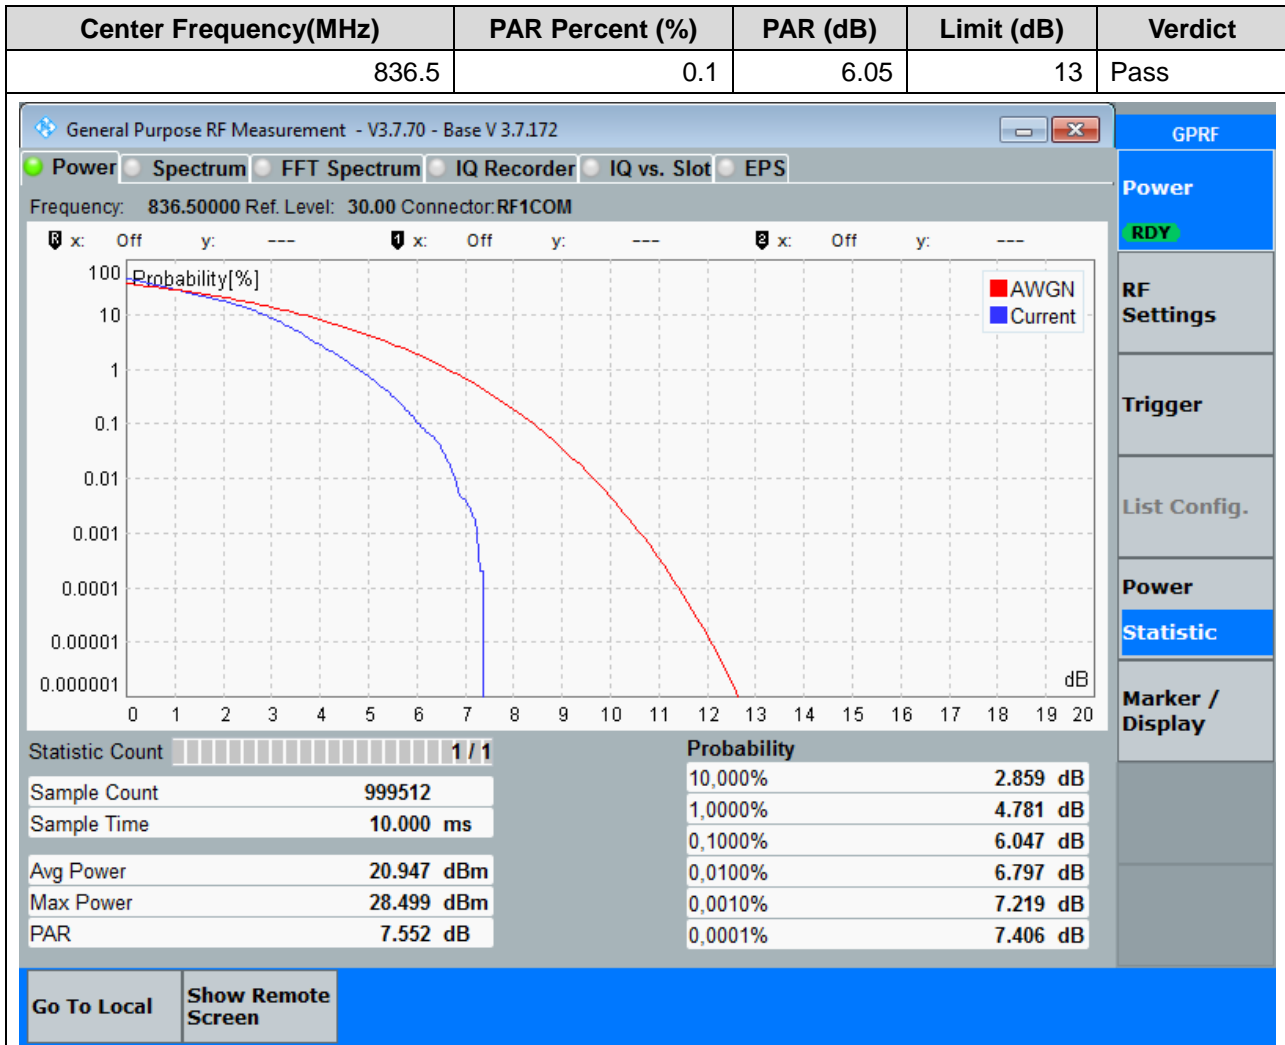 Center Frequency(MHz) PAR Percent (%) PAR (dB) Limit (dB) Verdict
836.5 0.1 6.05 13 Pass
General Purpose RF Measurement - V3.7.70 - Base V 3.7.172
GPRF
Power Spectrum FFT Spectrum IQ Recorder IQ vs. Slot EPS
Power
RDY
Frequency: 836.50000 Ref. Level: 30.00 Connector: RF1COM
R x: Off y: --- 1 x: Off y: --- 2 x: Off y: ---
Probability[%]
AWGN
Current
100
10
1
0.1
0.01
0.001
0.0001
0.00001
0.000001
dB
0 1 2 3 4 5 6 7 8 9 10 11 12 13 14 15 16 17 18 19 20
RF
Settings
Trigger
List Config.
Power
Statistic
Marker /
Display
Statistic Count 1 / 1
Sample Count 999512
Sample Time 10.000 ms
Avg Power 20.947 dBm
Max Power 28.499 dBm
PAR 7.552 dB
Probability
10,000% 2.859 dB
1,0000% 4.781 dB
0,1000% 6.047 dB
0,0100% 6.797 dB
0,0010% 7.219 dB
0,0001% 7.406 dB
Go To Local
Show Remote
Screen